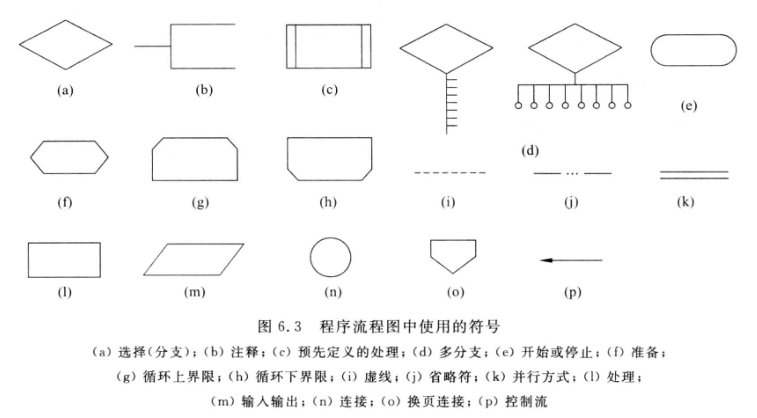 (a) (b) (c) (e)
(d)
(f) (g) (h) (i) (j) (k)
(l) (m) (n) (o) (p)
图 6.3 程序流程图中使用的符号
(a) 选择(分支); (b) 注释; (c) 预先定义的处理; (d) 多分支; (e) 开始或停止; (f) 准备;
(g) 循环上界限; (h) 循环下界限; (i) 虚线; (j) 省略符; (k) 并行方式; (l) 处理;
(m) 输入输出; (n) 连接; (o) 换页连接; (p) 控制流